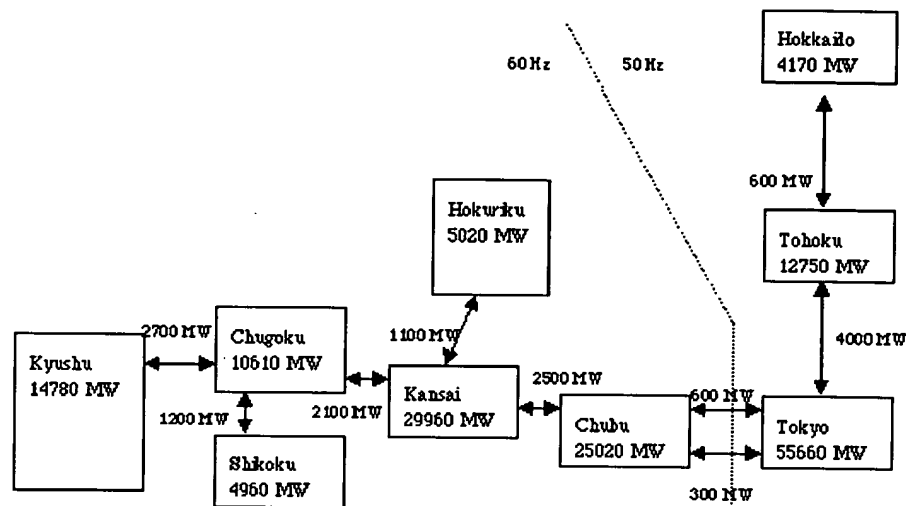 60 Hz
50 Hz
Hokkaido
4170 MW
600 MW
Hokuriku
5020 MW
Tohoku
12750 MW
2700 MW
Chugoku
10610 MW
1100 MW
4000 MW
Kyushu
14780 MW
2500 MW
Kansai
29960 MW
600 MW
1200 MW
2100 MW
Chubu
25020 MW
Tokyo
55660 MW
Shikoku
4960 MW
300 MW